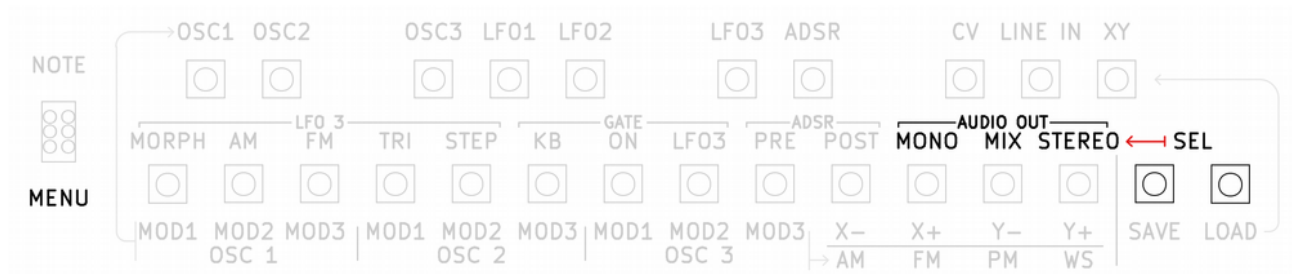 OSC1 OSC2 OSC3 LFO1 LFO2 LFO3 ADSR CV LINE IN XY
NOTE
LFO 3 GATE ADSR AUDIO OUT
MORPH AM FM TRI STEP KB ON LFO3 PRE POST MONO MIX STEREO SEL
MENU
MOD1 MOD2 MOD3 MOD1 MOD2 MOD3 MOD1 MOD2 MOD3 X- X+ Y- Y+ SAVE LOAD
OSC 1 OSC 2 OSC 3 AM FM PM WS